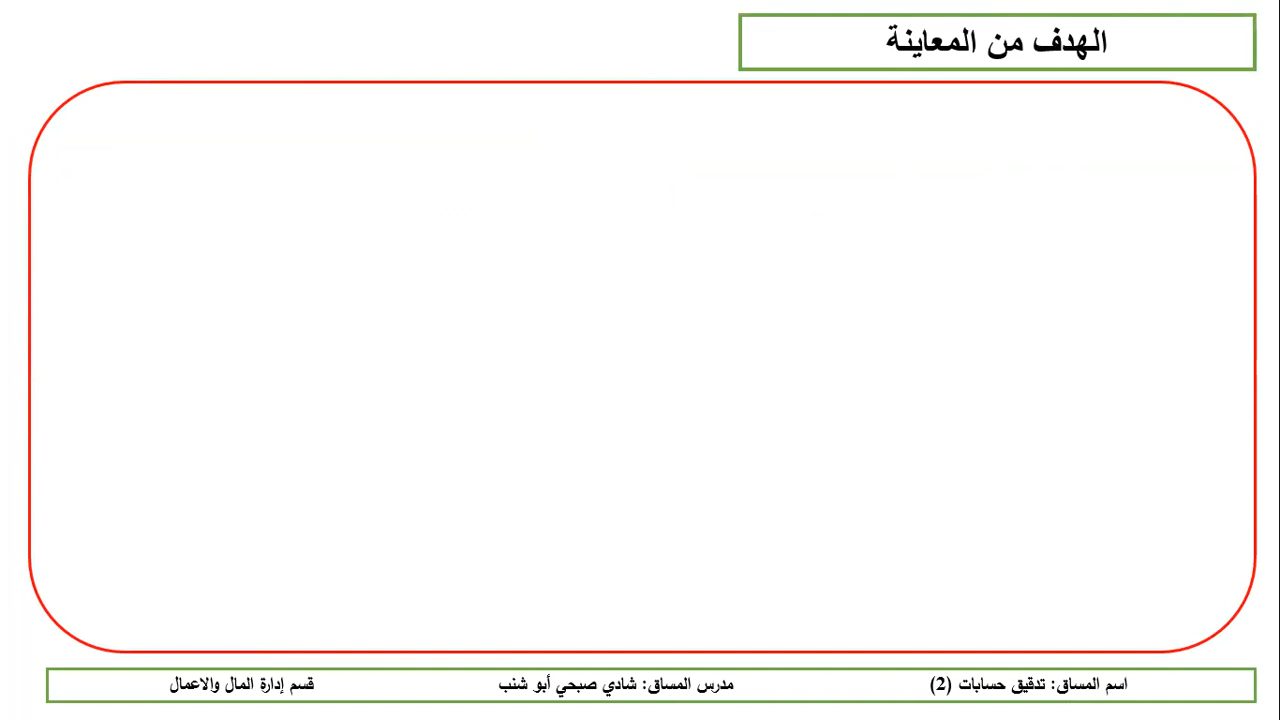 الهدف من المعاينة
اسم المساق: تدقيق حسابات (2) مدرس المساق: شادي صبحي أبو شنب قسم إدارة المال والاعمال